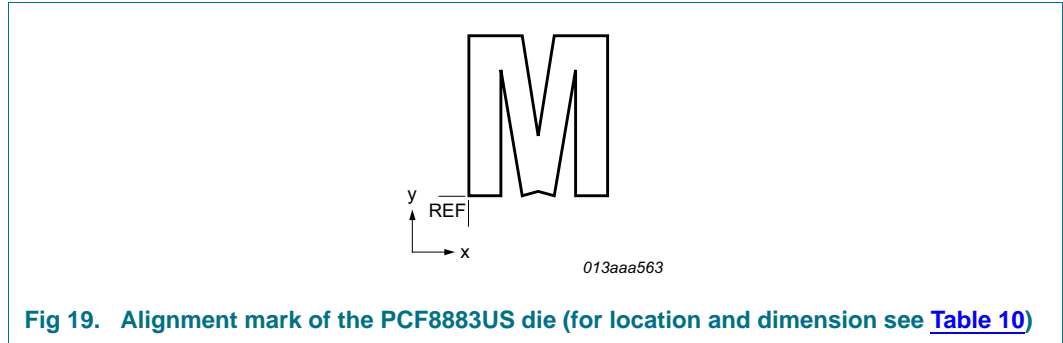 M
y
REF
x
013aaa563
Fig 19. Alignment mark of the PCF8883US die (for location and dimension see Table 10)